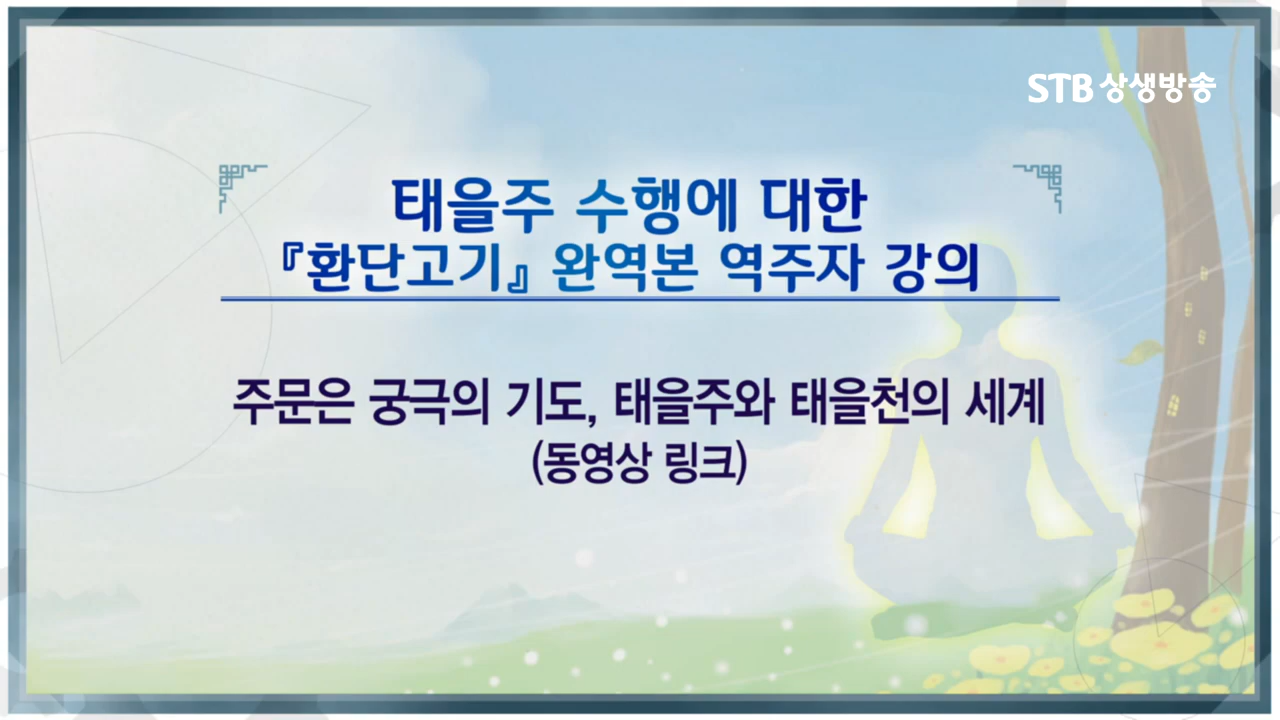 STB 상생방송
태을주 수행에 대한
『환단고기』 완역본 역주자 강의
주문은 궁극의 기도, 태을주와 태을천의 세계
(동영상 링크)